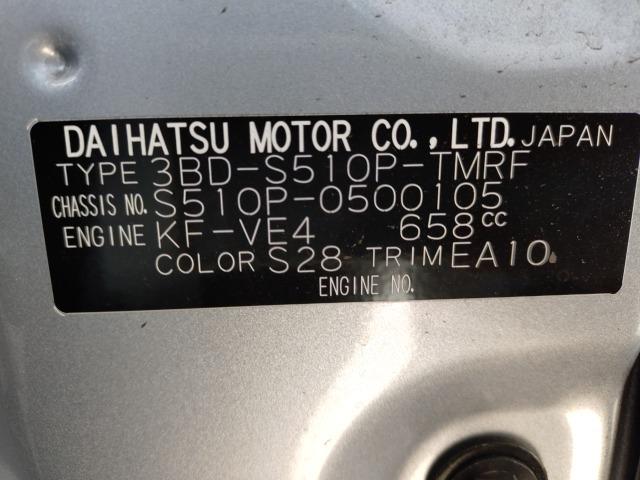 DAIHATSU MOTOR CO., LTD. JAPAN
TYPE 3BD-S510P-TMRF
CHASSIS NO. S510P-0500105
ENGINE KF-VE4 658cc
COLOR S28 TRIM EA10
ENGINE NO.